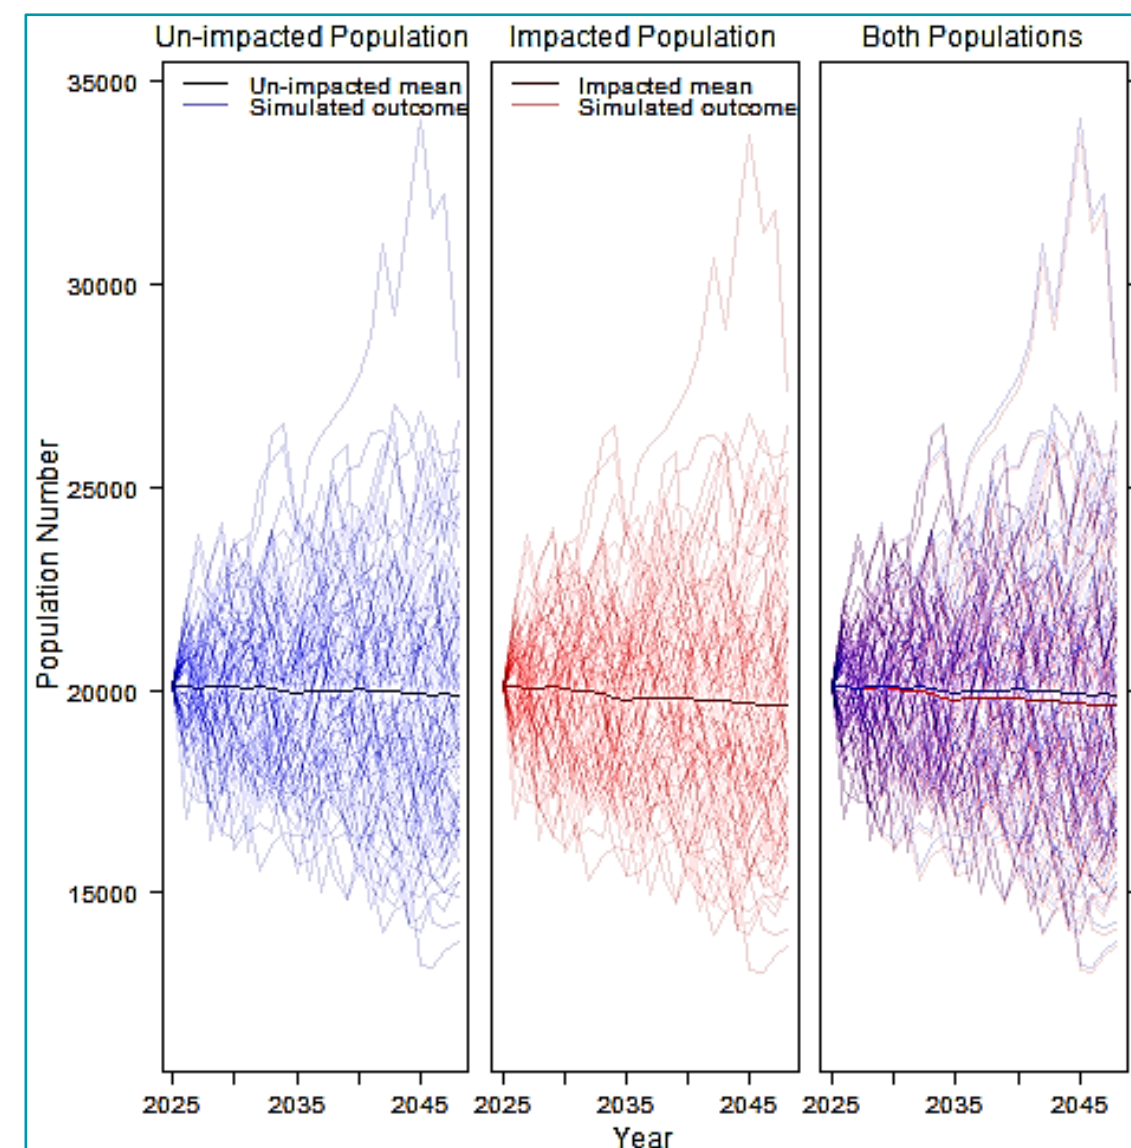 Un-impacted Population
Impacted Population
Both Populations
Un-impacted mean
Simulated outcome
Impacted mean
Simulated outcome
Population Number
35000
30000
25000
20000
15000
2025
2035
2045
2025
2035
2045
2025
2035
2045
Year